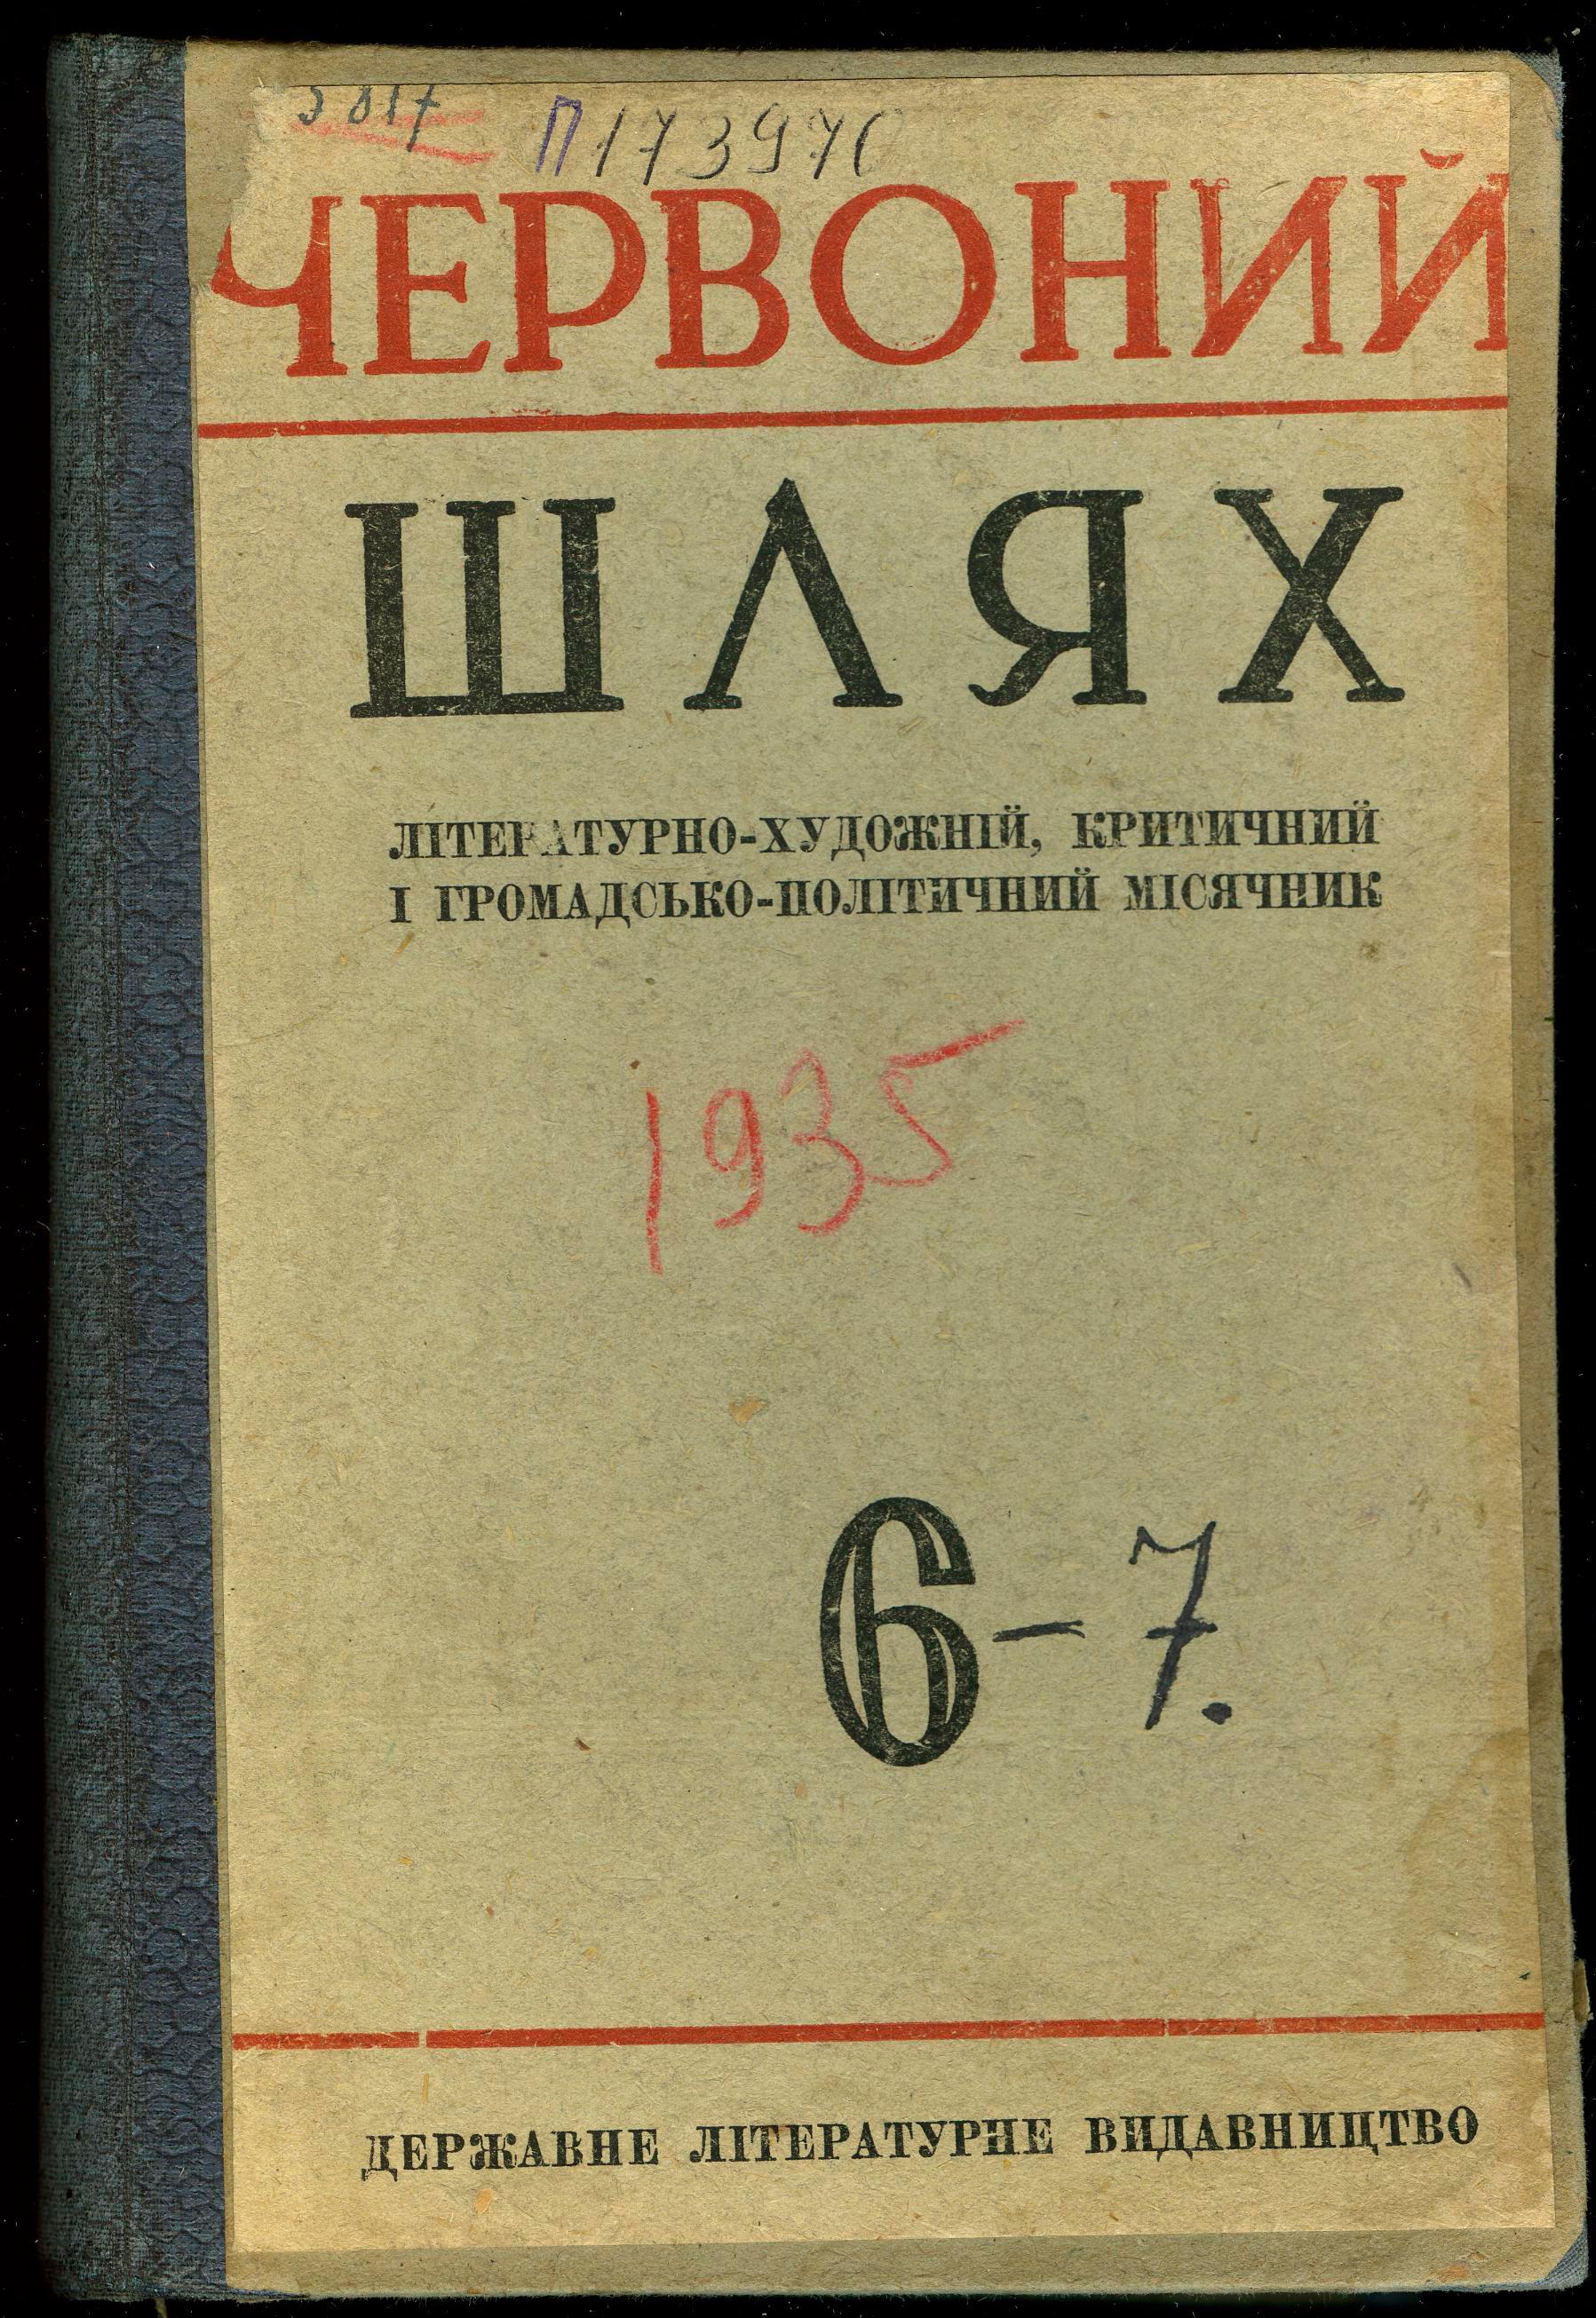 3817
П173970
ЧЕРВОНИЙ
ШЛЯХ
ЛІТЕРАТУРНО-ХУДОЖНІЙ, КРИТИЧНИЙ
І ГРОМАДСЬКО-ПОЛІТИЧНИЙ МІСЯЧНИК
1935
6-7.
ДЕРЖАВНЕ ЛІТЕРАТУРНЕ ВИДАВНИЦТВО